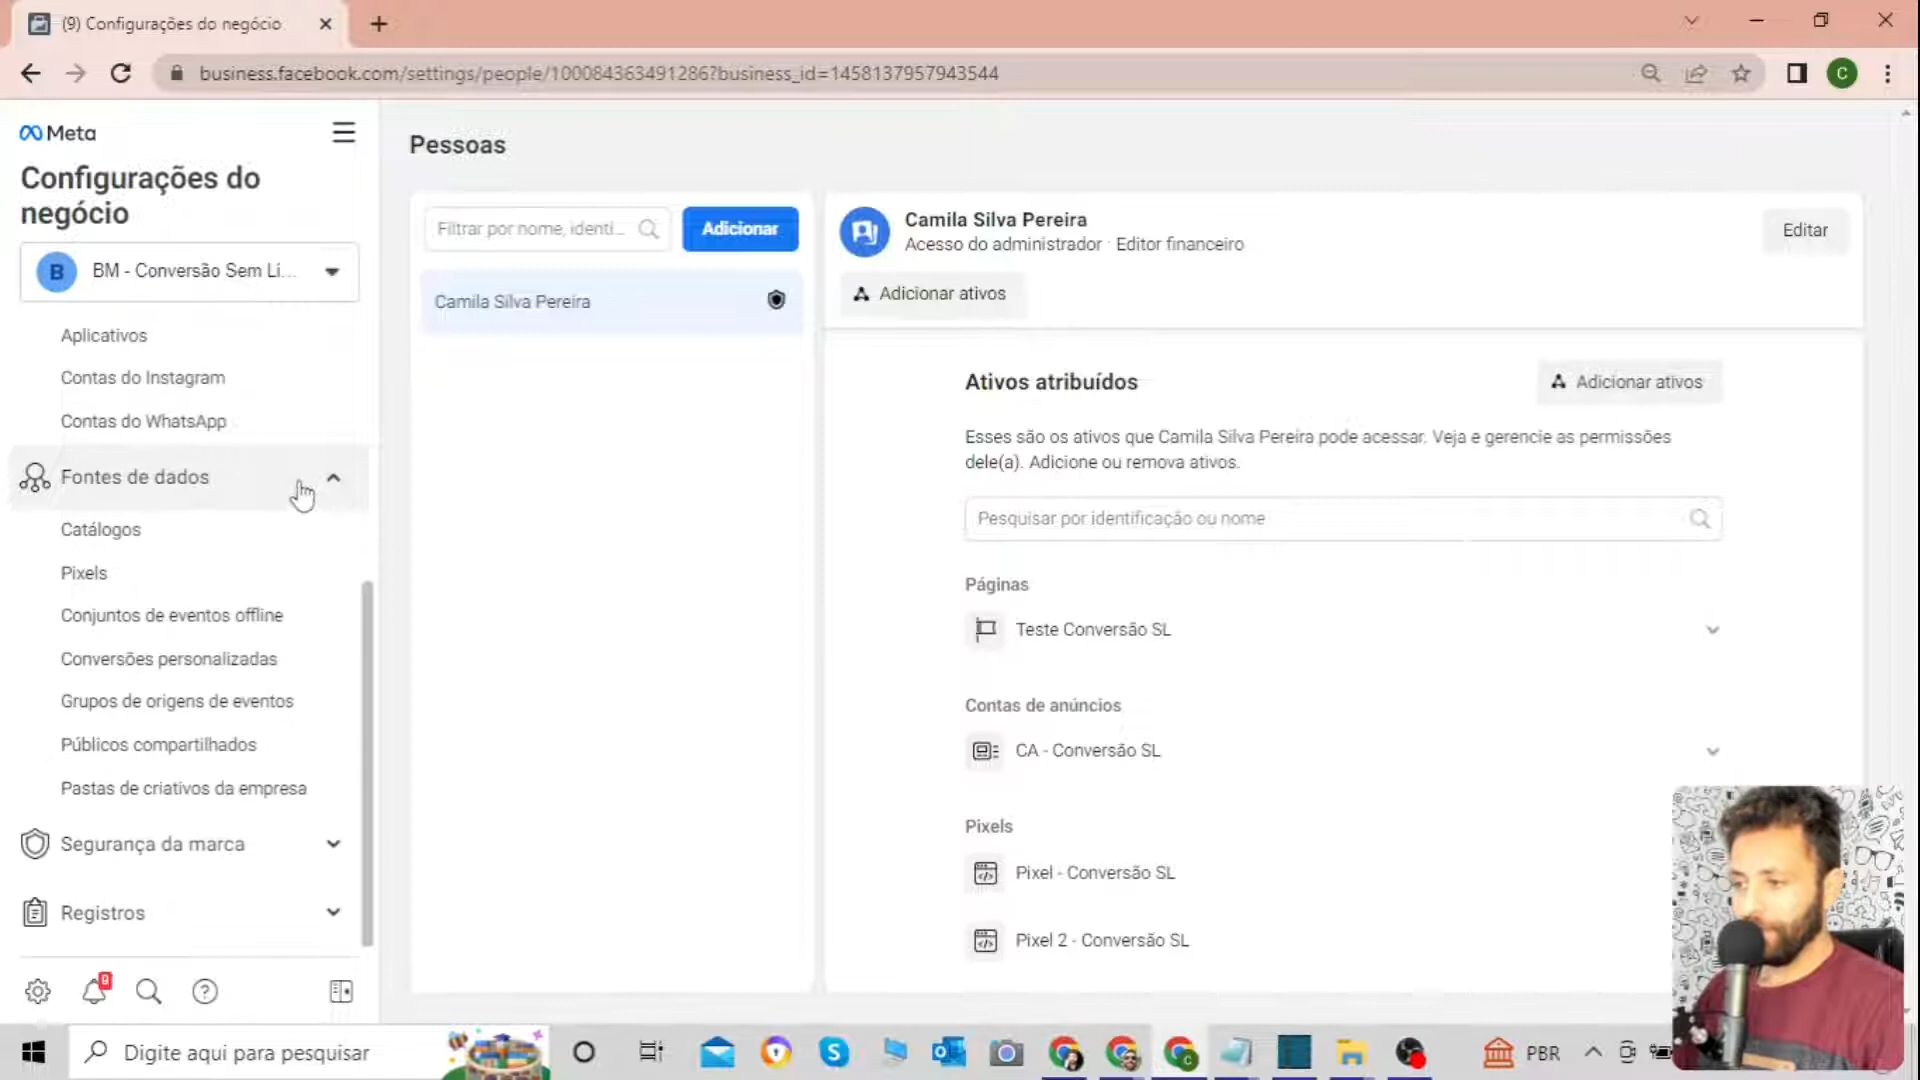 (9) Configurações do negócio
business.facebook.com/settings/people/100084363491286?business_id=1458137957943544
C
Meta
Configurações do
negócio
B
BM - Conversão Sem Li...
Aplicativos
Contas do Instagram
Contas do WhatsApp
Fontes de dados
Catálogos
Pixels
Conjuntos de eventos offline
Conversões personalizadas
Grupos de origens de eventos
Públicos compartilhados
Pastas de criativos da empresa
Segurança da marca
Registros
9
Pessoas
Filtrar por nome, identi...
Adicionar
Camila Silva Pereira
Camila Silva Pereira
Acesso do administrador · Editor financeiro
Editar
Adicionar ativos
Ativos atribuídos
Adicionar ativos
Esses são os ativos que Camila Silva Pereira pode acessar. Veja e gerencie as permissões
dele(a). Adicione ou remova ativos.
Pesquisar por identificação ou nome
Páginas
Teste Conversão SL
Contas de anúncios
CA - Conversão SL
Pixels
Pixel - Conversão SL
Pixel 2 - Conversão SL
Digite aqui para pesquisar
PBR